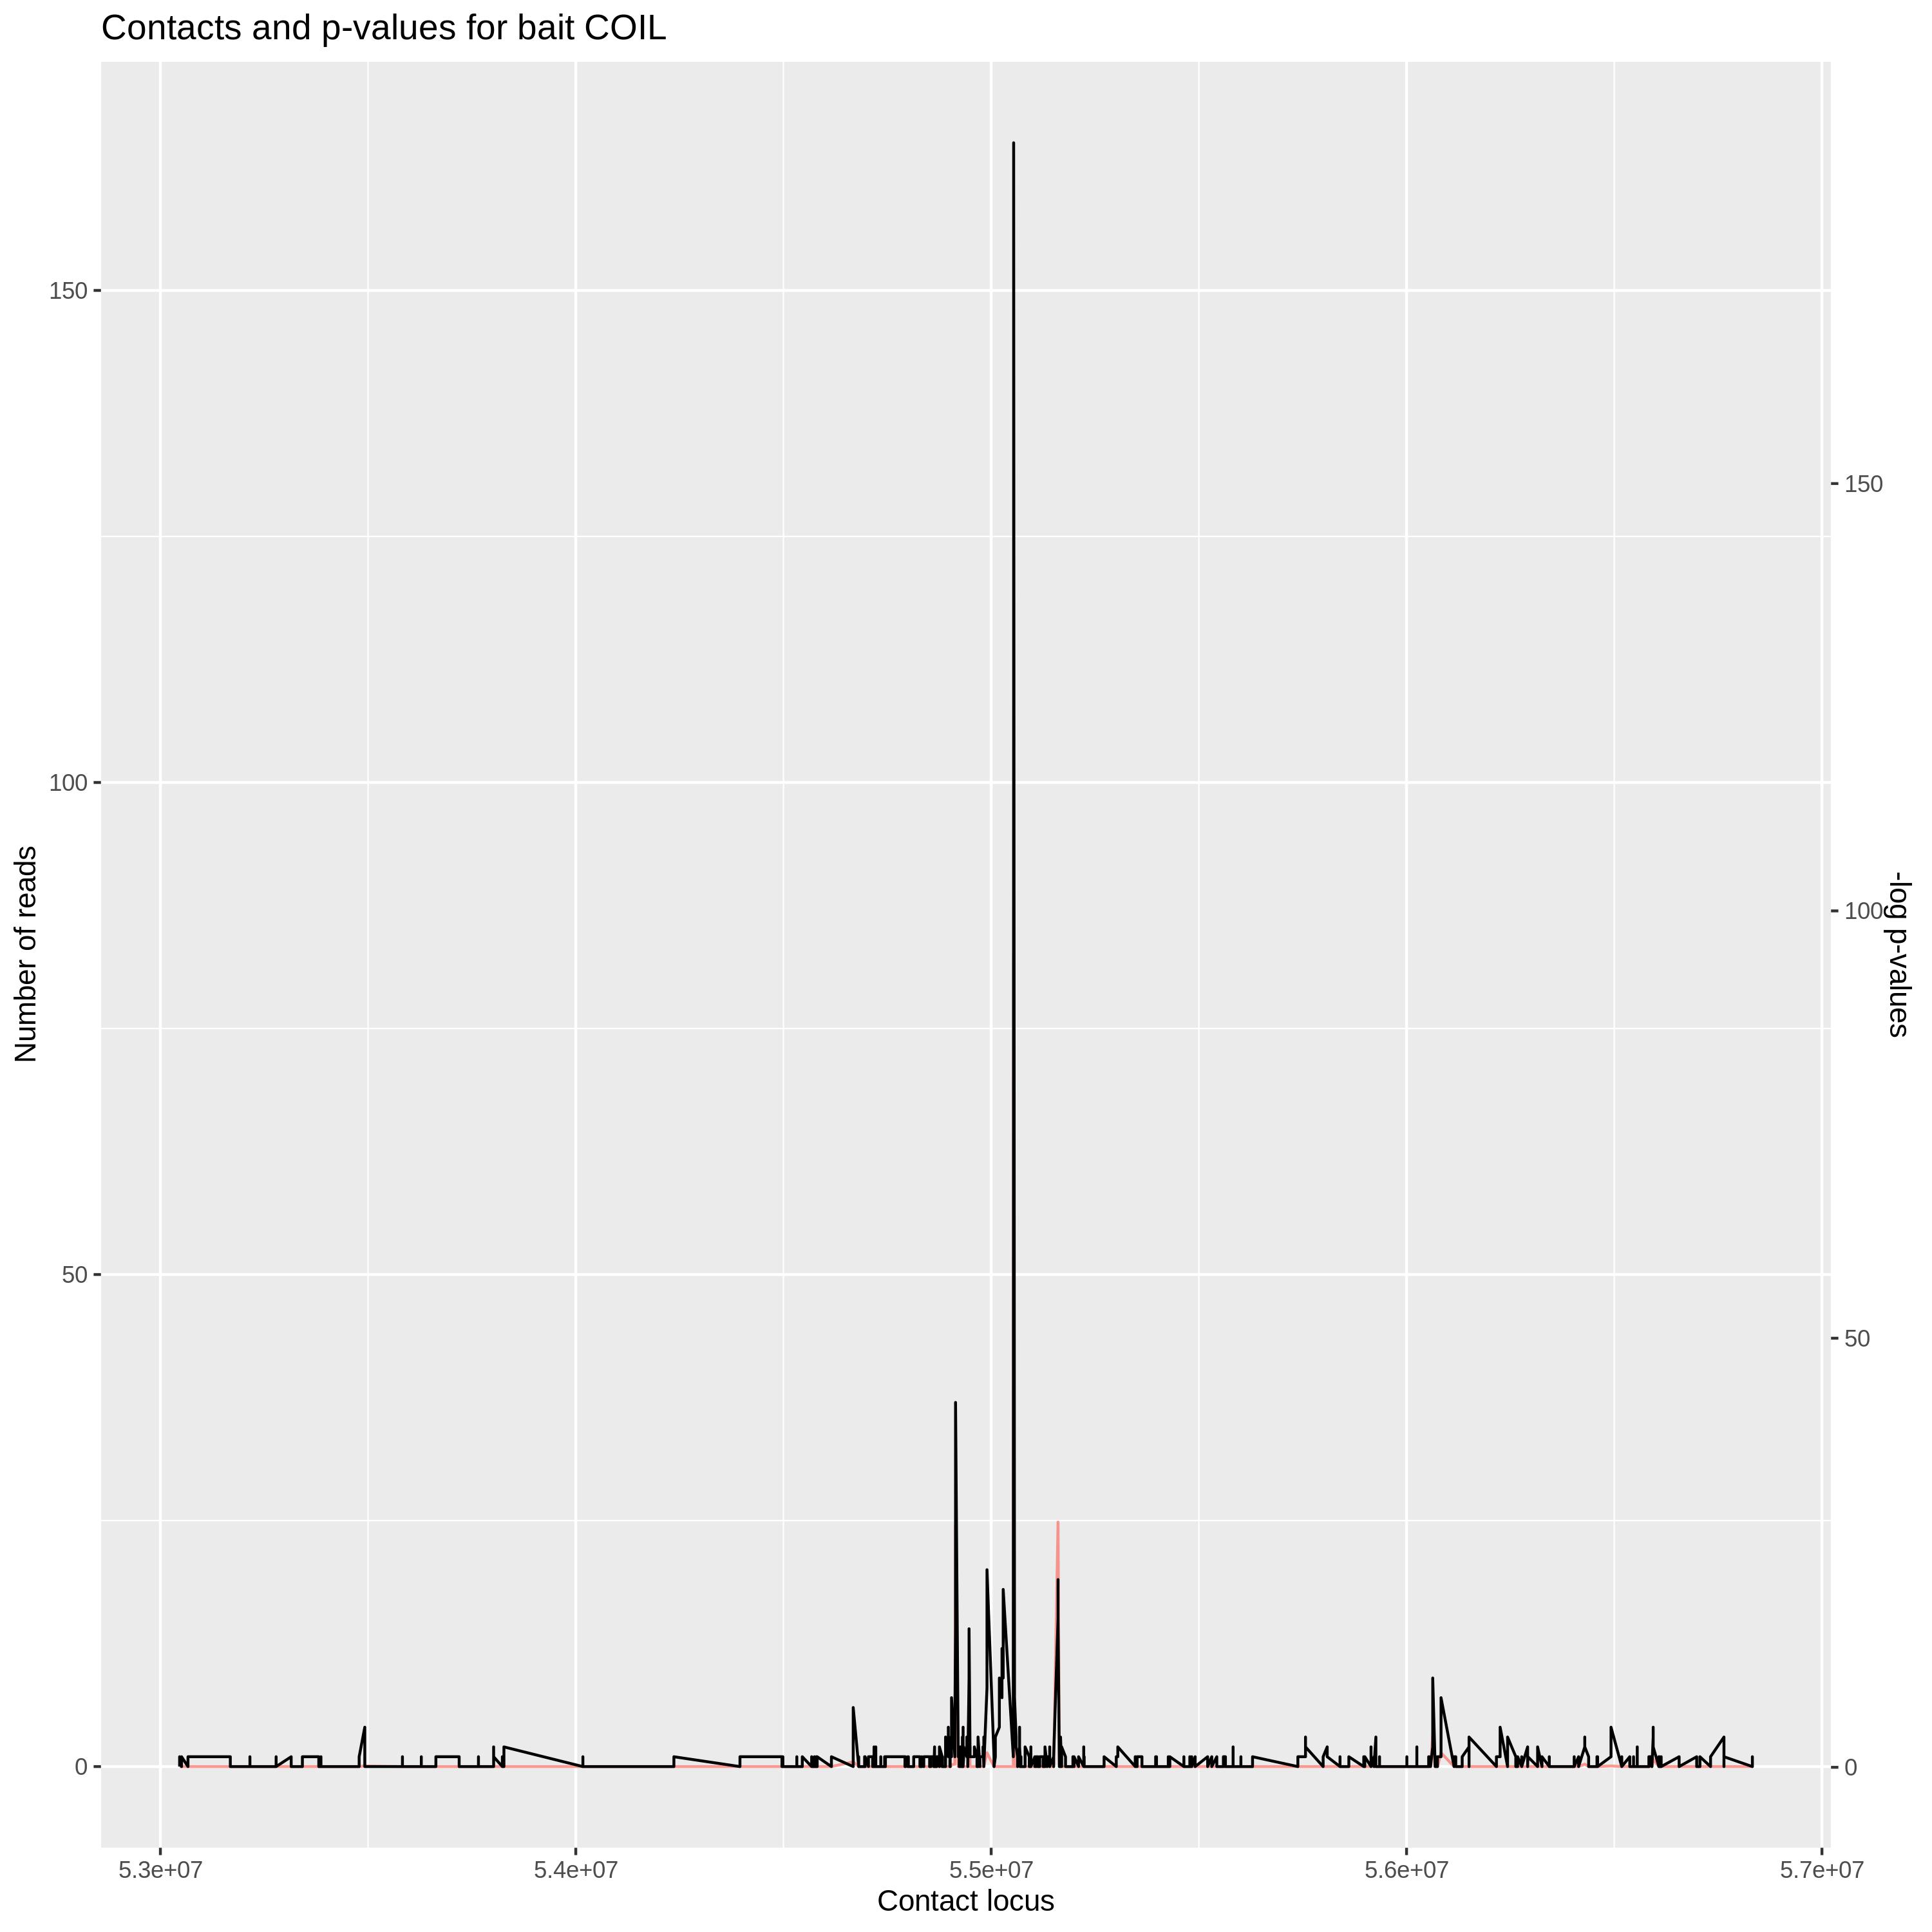 Contacts and p-values for bait COIL
150
100
50
0
Number of reads
150
100
50
0
-log p-values
5.3e+07
5.4e+07
5.5e+07
5.6e+07
5.7e+07
Contact locus